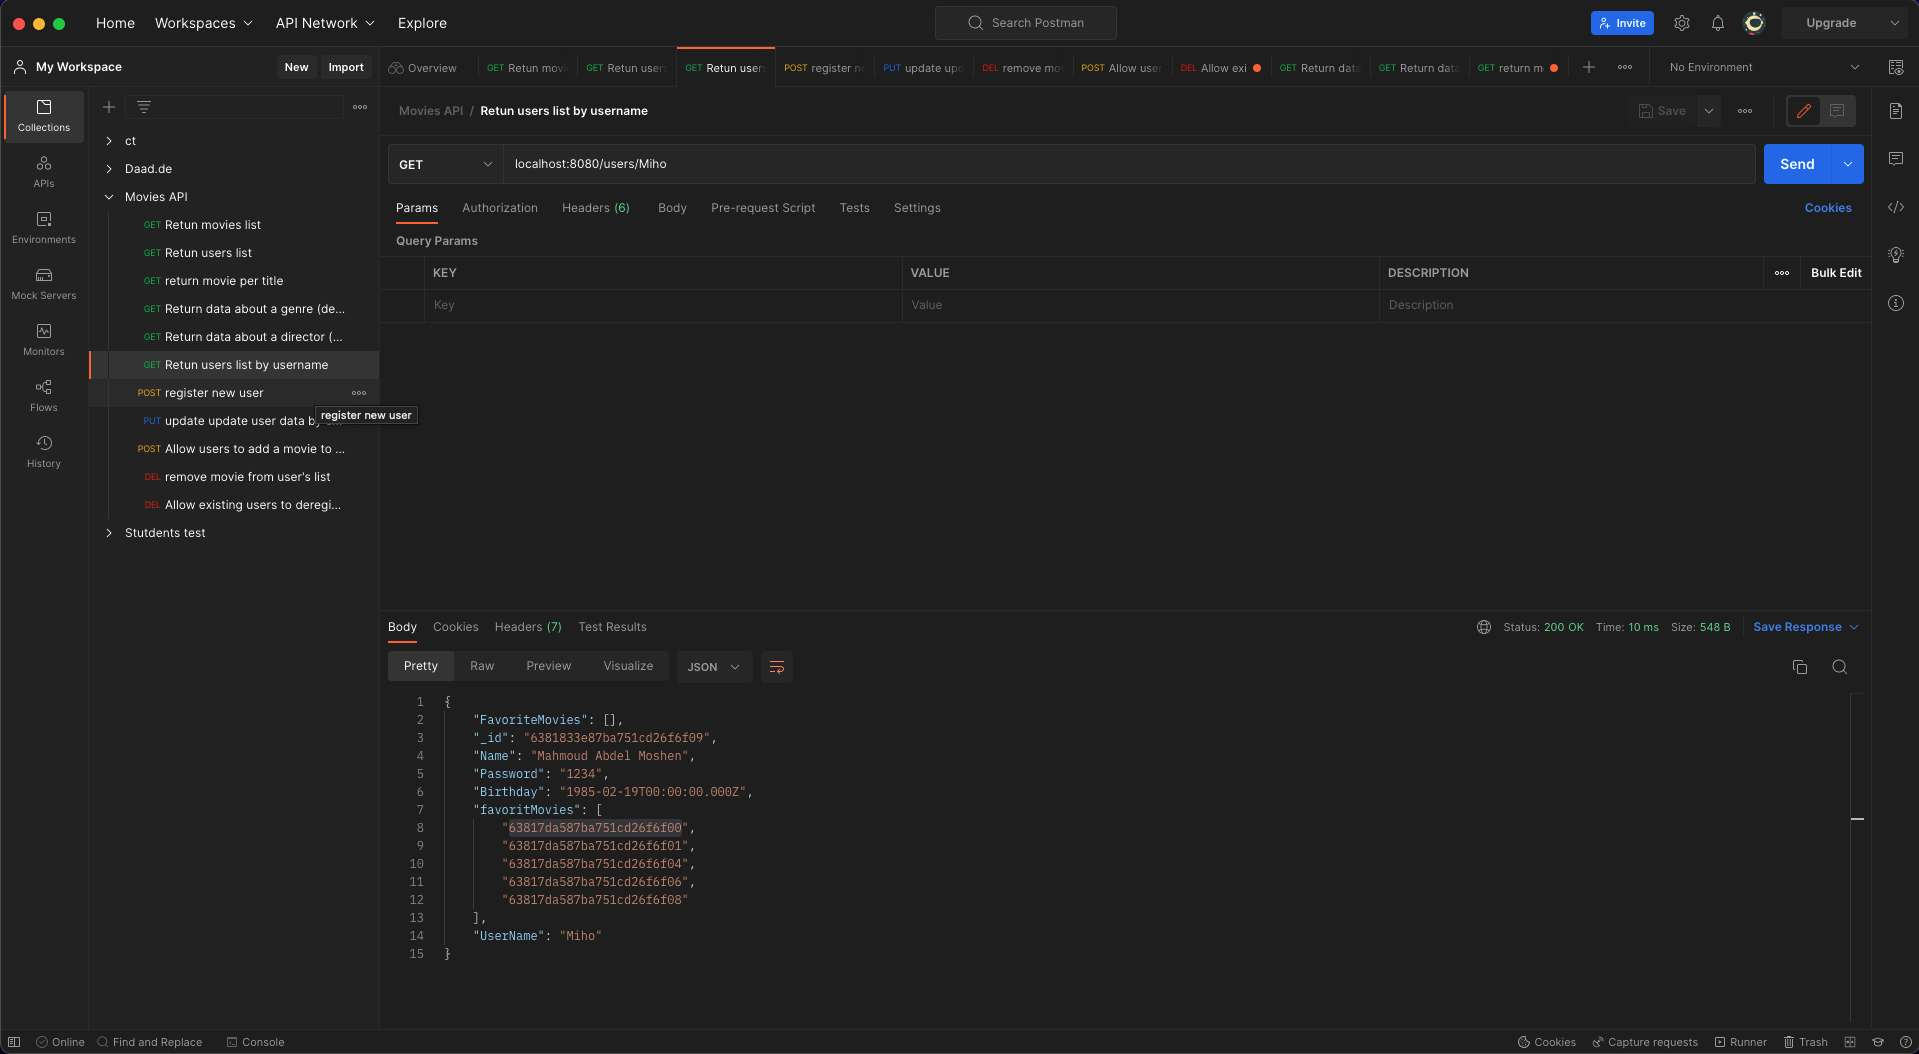 Home Workspaces API Network Explore Search Postman Invite Upgrade
My Workspace New Import
Overview GET Retun movi GET Retun user GET Retun user POST register n PUT update upd DEL remove mo POST Allow user DEL Allow exi GET Return dat GET Return dat GET return m No Environment
Collections
APIs
Environments
Mock Servers
Monitors
Flows
History
ct
Daad.de
Movies API
GET Retun movies list
GET Retun users list
GET return movie per title
GET Return data about a genre (de...
GET Return data about a director (...
GET Retun users list by username
POST register new user
register new user
PUT update update user data by
POST Allow users to add a movie to ...
DEL remove movie from user's list
DEL Allow existing users to deregi...
Stutdents test
Movies API / Retun users list by username Save
GET localhost:8080/users/Miho Send
Params Authorization Headers (6) Body Pre-request Script Tests Settings Cookies
Query Params
KEY VALUE DESCRIPTION Bulk Edit
Key Value Description
Body Cookies Headers (7) Test Results Status: 200 OK Time: 10 ms Size: 548 B Save Response
Pretty Raw Preview Visualize JSON
1 {
2 "FavoriteMovies": [],
3 "_id": "6381833e87ba751cd26f6f09",
4 "Name": "Mahmoud Abdel Moshen",
5 "Password": "1234",
6 "Birthday": "1985-02-19T00:00:00.000Z",
7 "favoritMovies": [
8 "63817da587ba751cd26f6f00",
9 "63817da587ba751cd26f6f01",
10 "63817da587ba751cd26f6f04",
11 "63817da587ba751cd26f6f06",
12 "63817da587ba751cd26f6f08"
13 ],
14 "UserName": "Miho"
15 }
Online Find and Replace Console Cookies Capture requests Runner Trash